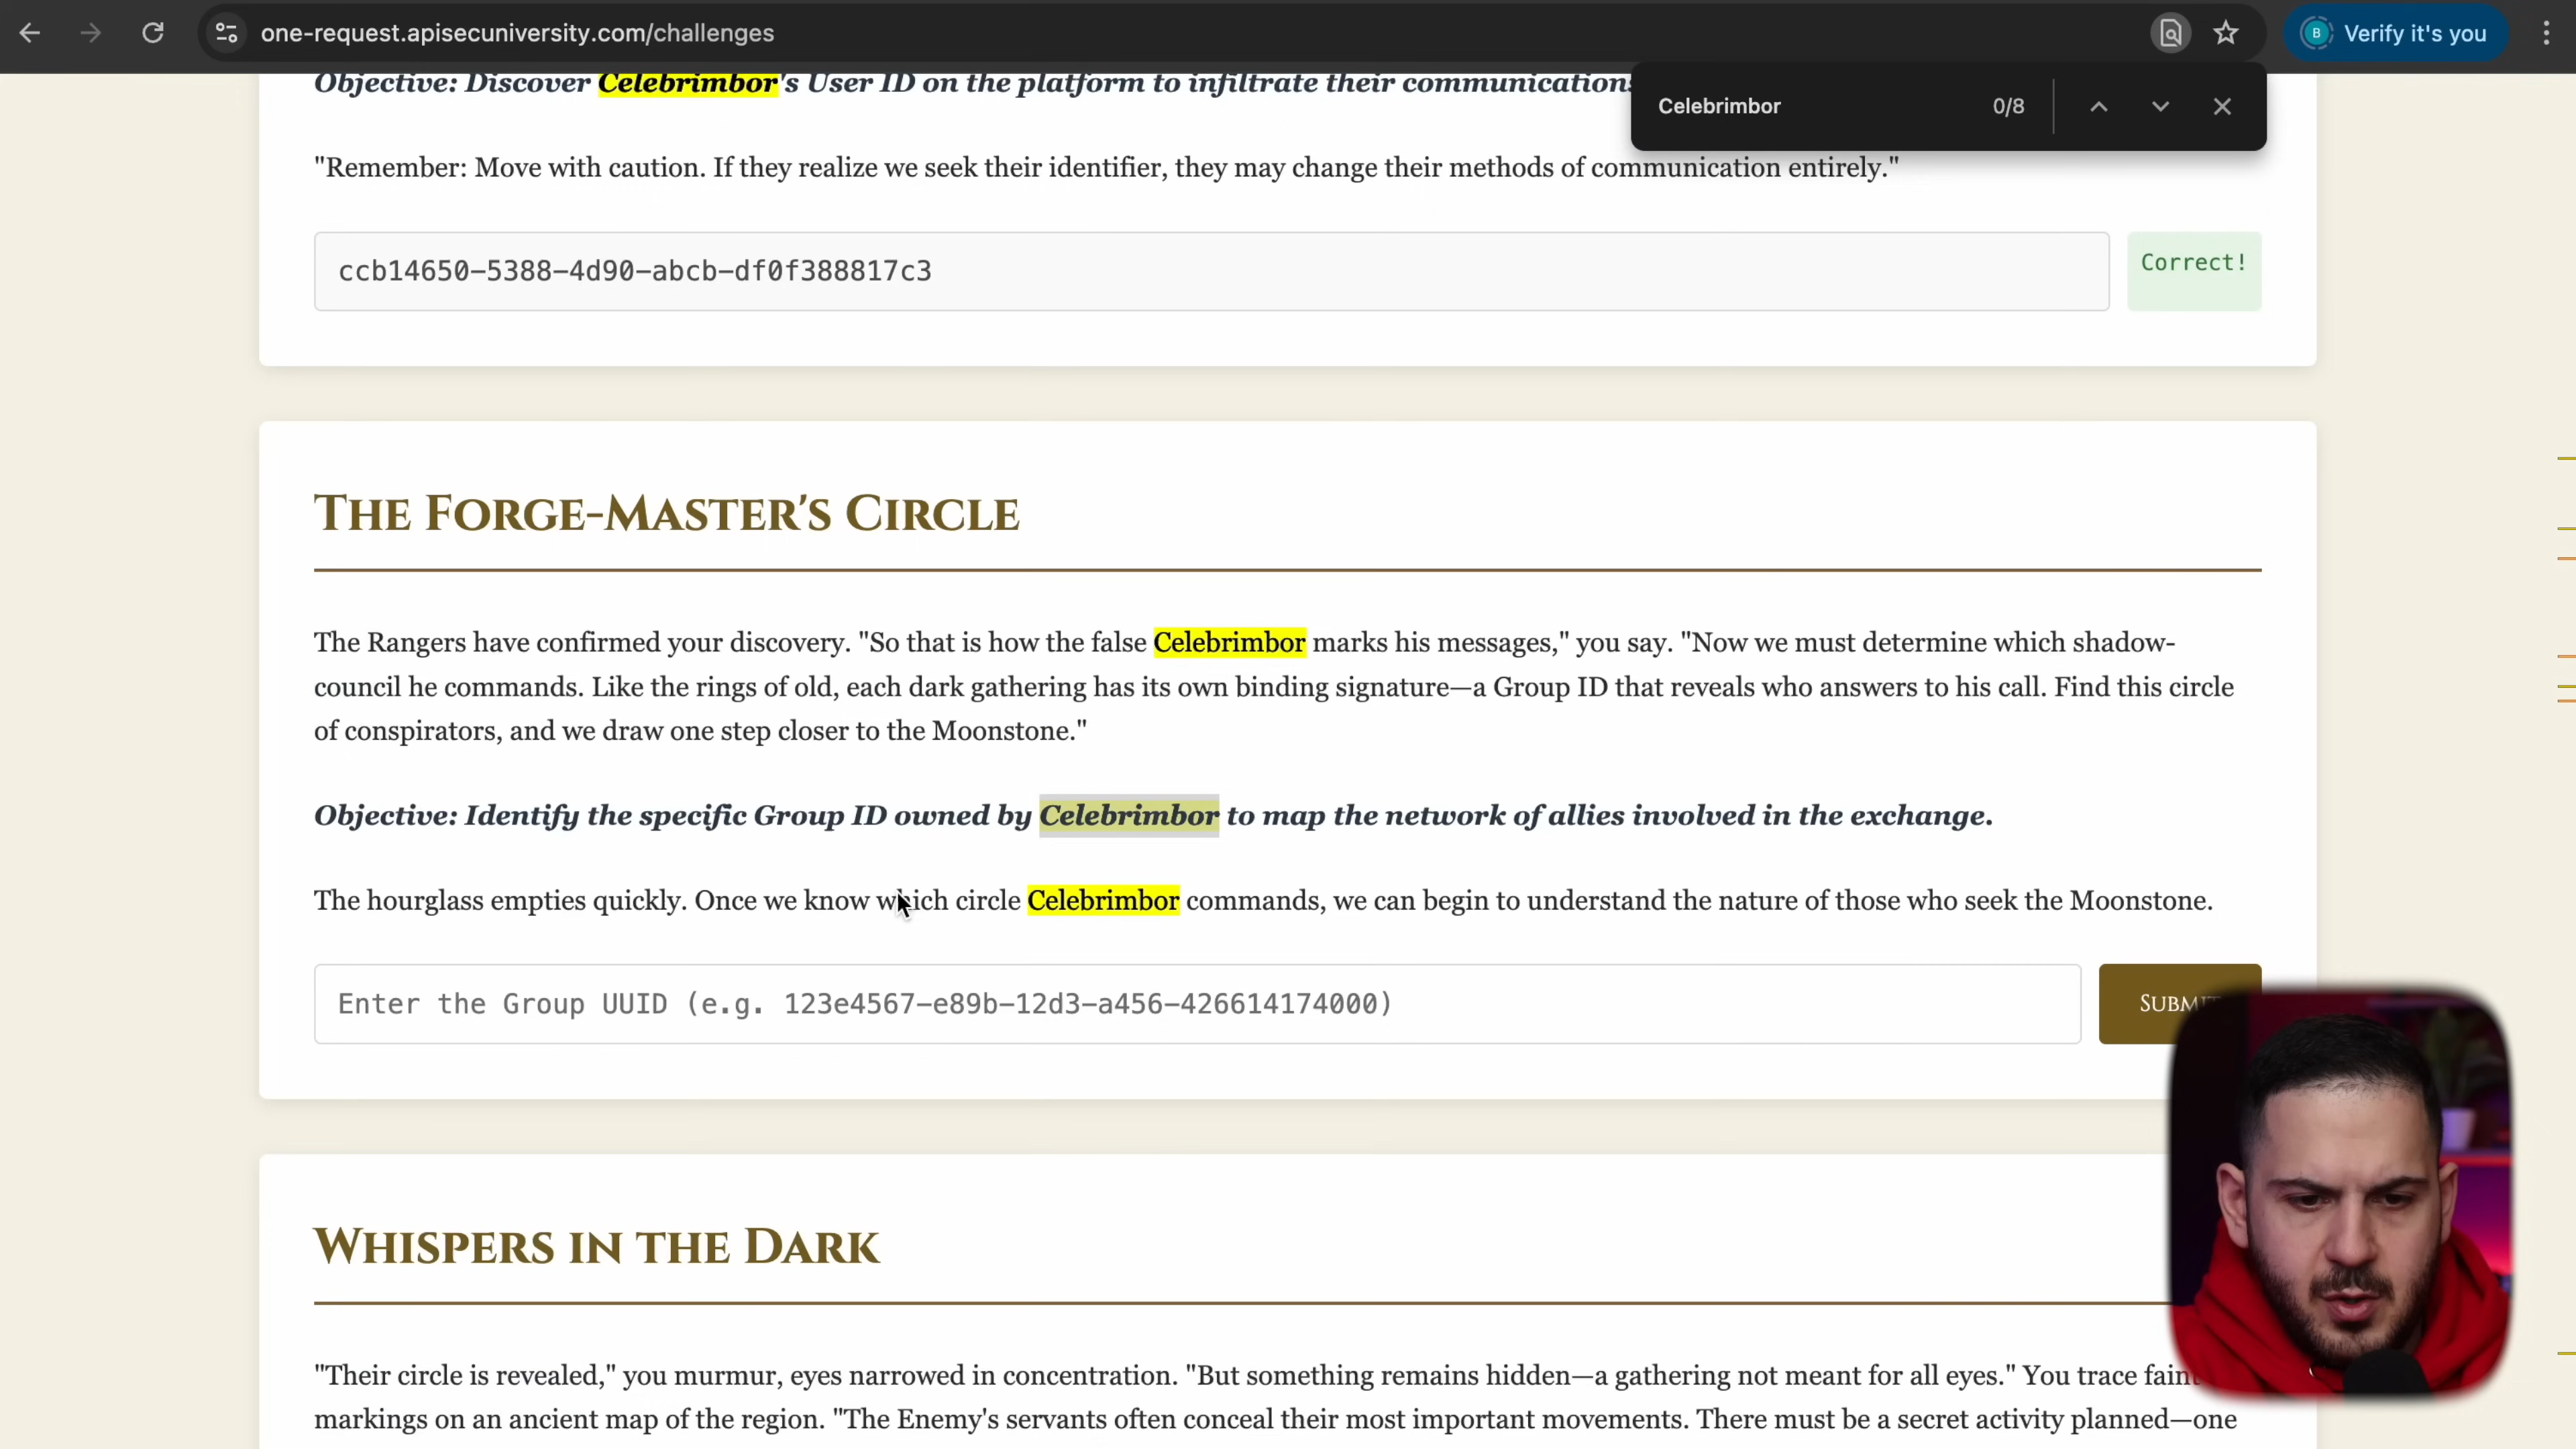 one-request.apisecuniversity.com/challenges
B Verify it's you
Objective: Discover Celebrimbor's User ID on the platform to infiltrate their communications
Celebrimbor 0/8
"Remember: Move with caution. If they realize we seek their identifier, they may change their methods of communication entirely."
ccb14650-5388-4d90-abcb-df0f388817c3
Correct!
The Forge-Master's Circle
The Rangers have confirmed your discovery. "So that is how the false Celebrimbor marks his messages," you say. "Now we must determine which shadow-
council he commands. Like the rings of old, each dark gathering has its own binding signature—a Group ID that reveals who answers to his call. Find this circle
of conspirators, and we draw one step closer to the Moonstone."
Objective: Identify the specific Group ID owned by Celebrimbor to map the network of allies involved in the exchange.
The hourglass empties quickly. Once we know which circle Celebrimbor commands, we can begin to understand the nature of those who seek the Moonstone.
Enter the Group UUID (e.g. 123e4567-e89b-12d3-a456-426614174000)
Whispers in the Dark
"Their circle is revealed," you murmur, eyes narrowed in concentration. "But something remains hidden—a gathering not meant for all eyes." You trace faint
markings on an ancient map of the region. "The Enemy's servants often conceal their most important movements. There must be a secret activity planned—one